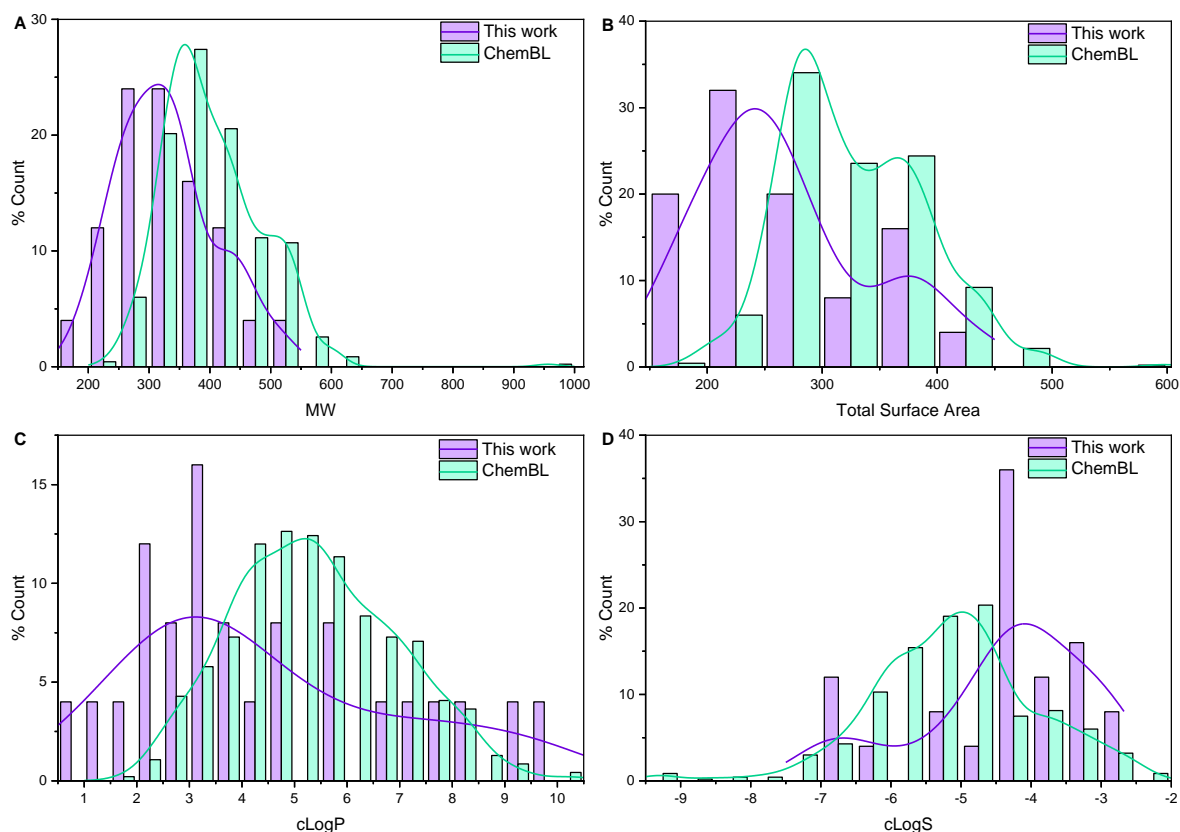 A
30
20
10
0
% Count
This work
ChemBL
200 300 400 500 600 700 800 900 1000
MW
B
40
30
20
10
0
% Count
This work
ChemBL
200 300 400 500 600
Total Surface Area
C
15
10
5
0
% Count
This work
ChemBL
1 2 3 4 5 6 7 8 9 10
cLogP
D
40
30
20
10
0
% Count
This work
ChemBL
-9 -8 -7 -6 -5 -4 -3 -2
cLogS